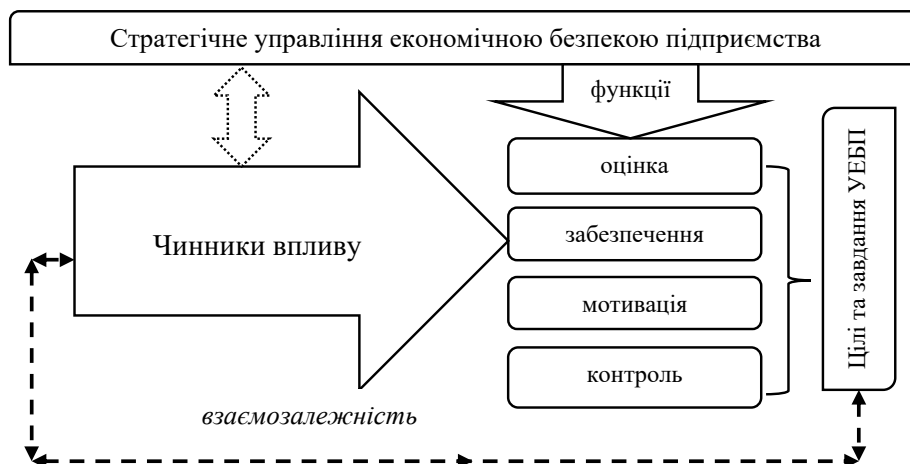 Стратегічне управління економічною безпекою підприємства
функції
оцінка
забезпечення
мотивація
контроль
Чинники впливу
Цілі та завдання УЕБП
взаємозалежність